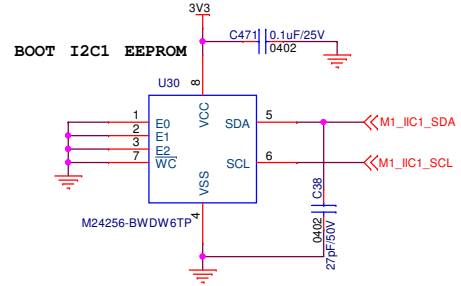 3V3
C471 0.1uF/25V
0402
BOOT I2C1 EEPROM
U30
8
VCC
1 E0 SDA 5 M1_IIC1_SDA
2 E1
3 E2
7 WC SCL 6 M1_IIC1_SCL
VSS
4
M24256-BWDW6TP
C38
0402
27pF/50V